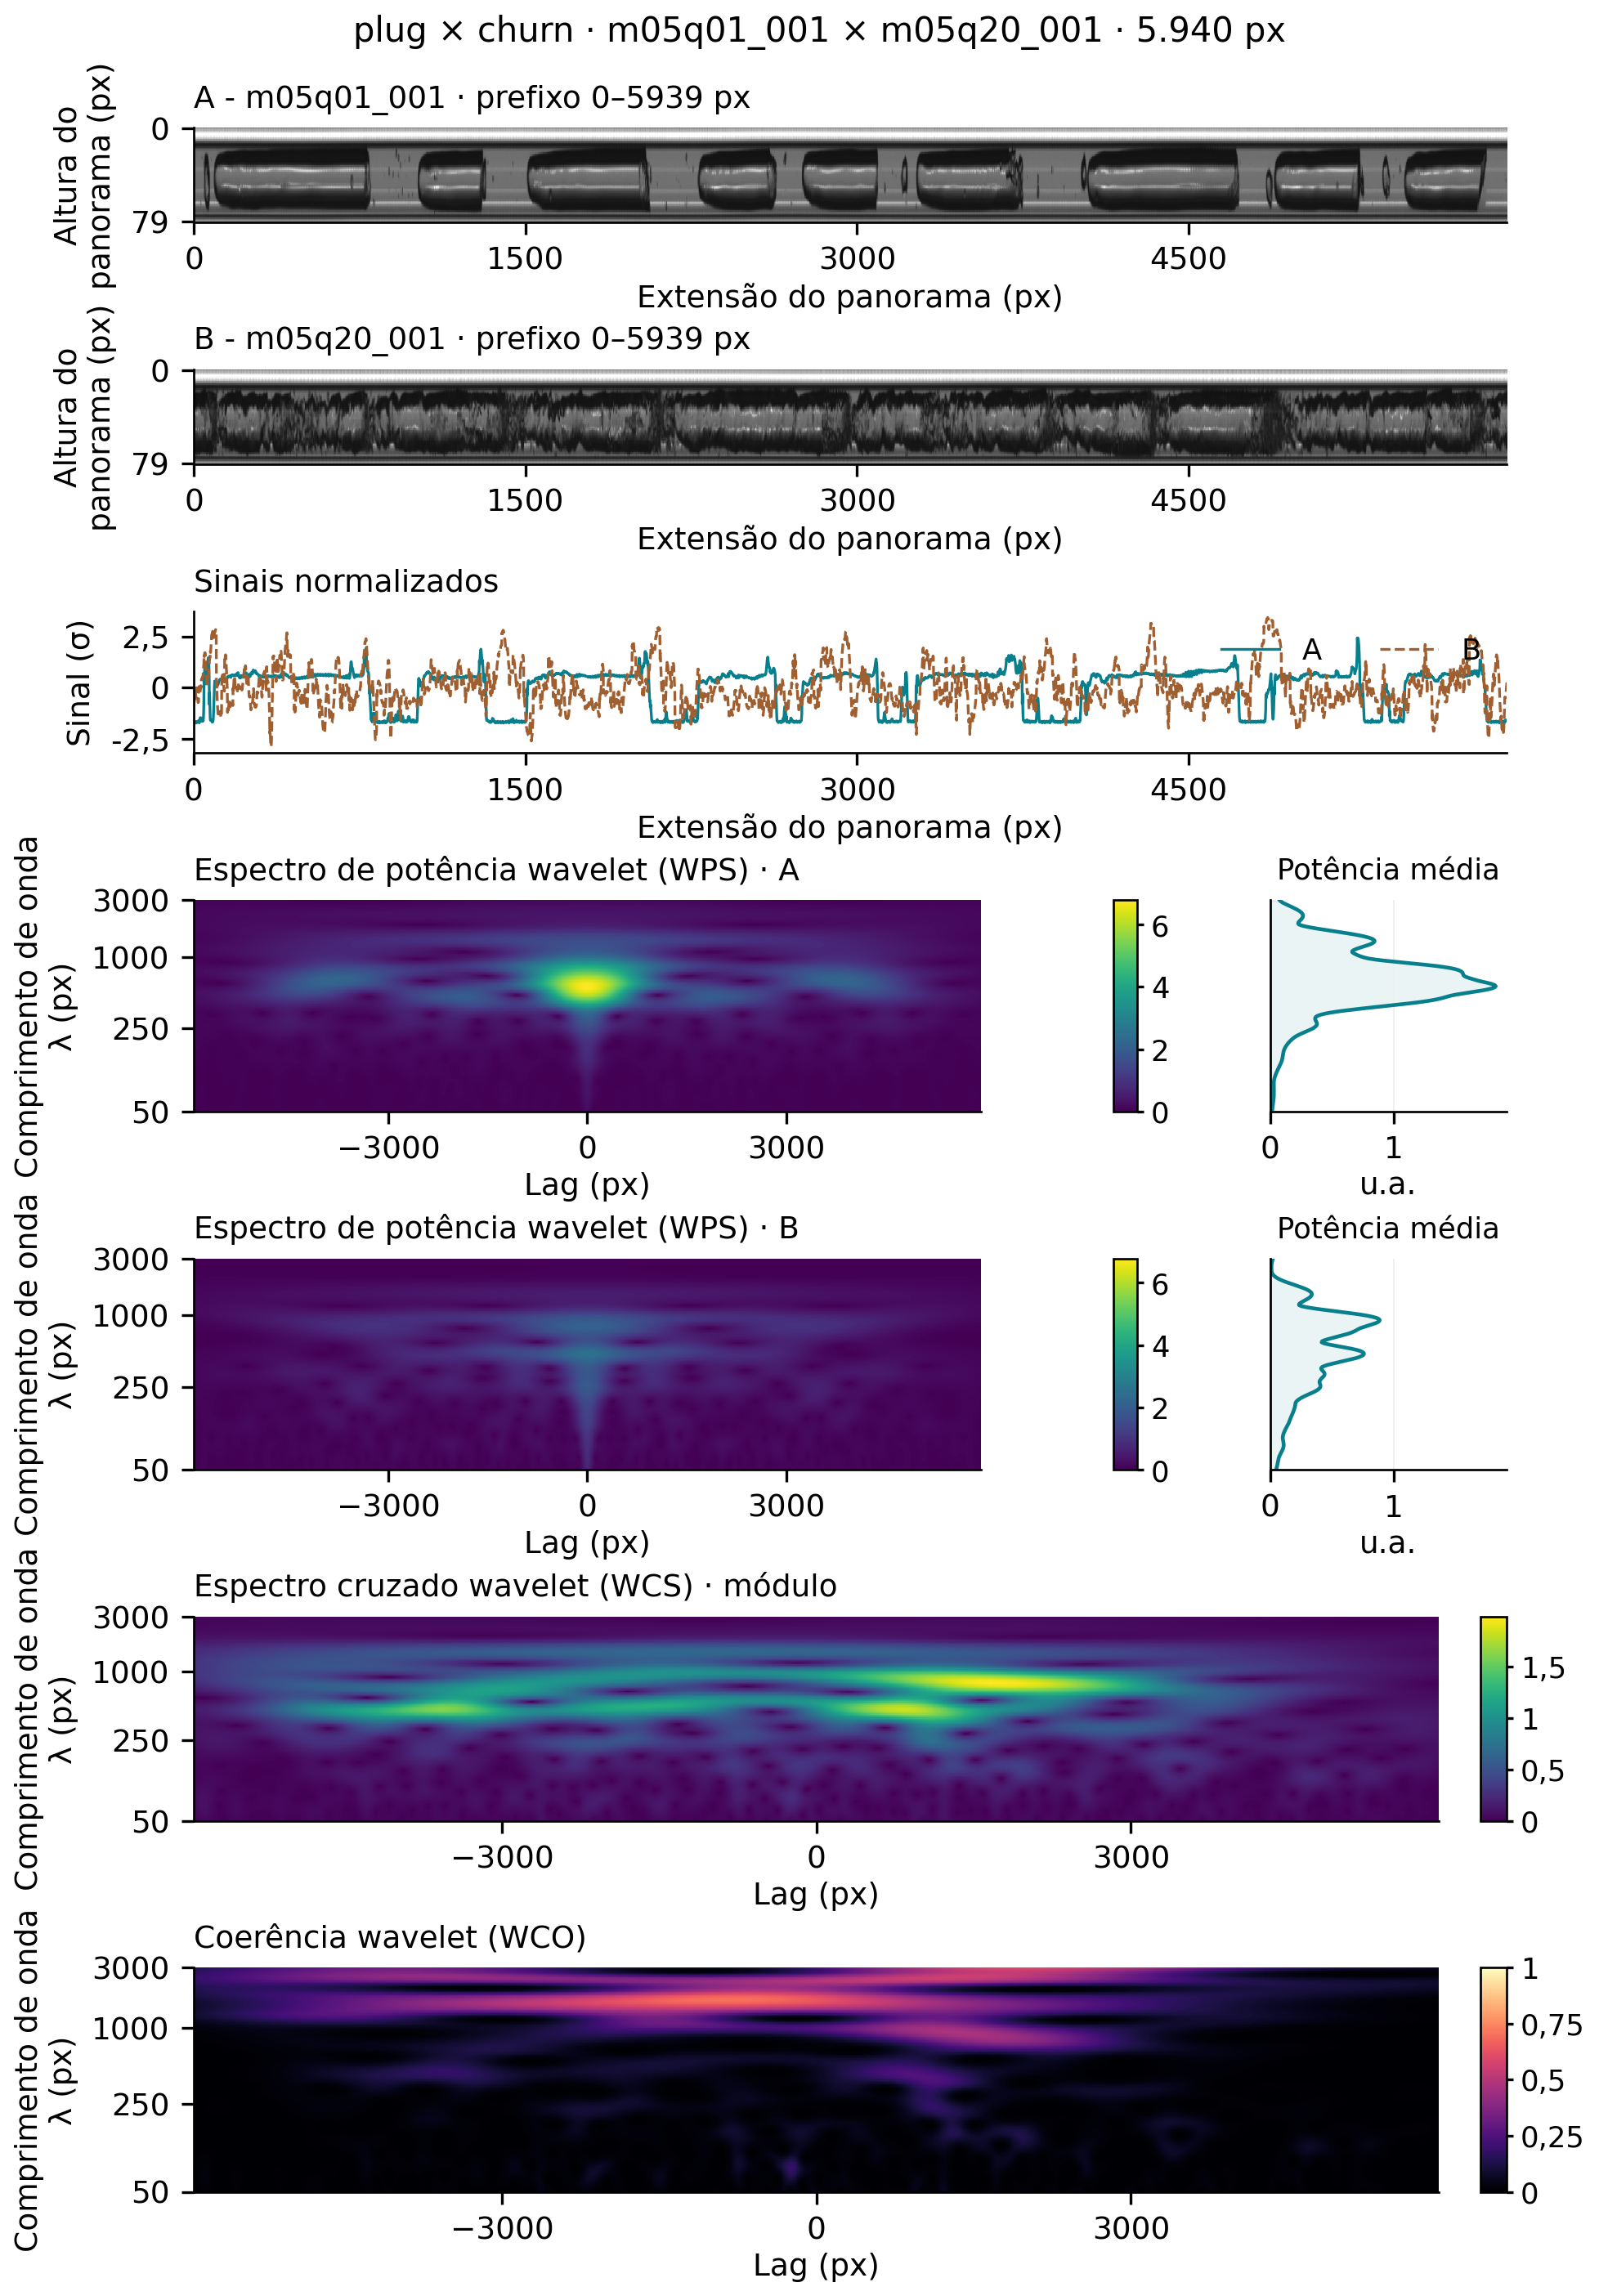 plug × churn · m05q01_001 × m05q20_001 · 5.940 px
A - m05q01_001 · prefixo 0–5939 px
Altura do
panorama (px)
0
79
0 1500 3000 4500
Extensão do panorama (px)
B - m05q20_001 · prefixo 0–5939 px
Altura do
panorama (px)
0
79
0 1500 3000 4500
Extensão do panorama (px)
Sinais normalizados
Sinal (σ)
2,5
0
-2,5
A B
0 1500 3000 4500
Extensão do panorama (px)
Espectro de potência wavelet (WPS) · A
Comprimento de onda
λ (px)
3000
1000
250
50
−3000 0 3000
Lag (px)
6
4
2
0
Potência média
0 1
u.a.
Espectro de potência wavelet (WPS) · B
Comprimento de onda
λ (px)
3000
1000
250
50
−3000 0 3000
Lag (px)
6
4
2
0
Potência média
0 1
u.a.
Espectro cruzado wavelet (WCS) · módulo
Comprimento de onda
λ (px)
3000
1000
250
50
−3000 0 3000
Lag (px)
1,5
1
0,5
0
Coerência wavelet (WCO)
Comprimento de onda
λ (px)
3000
1000
250
50
−3000 0 3000
Lag (px)
1
0,75
0,5
0,25
0